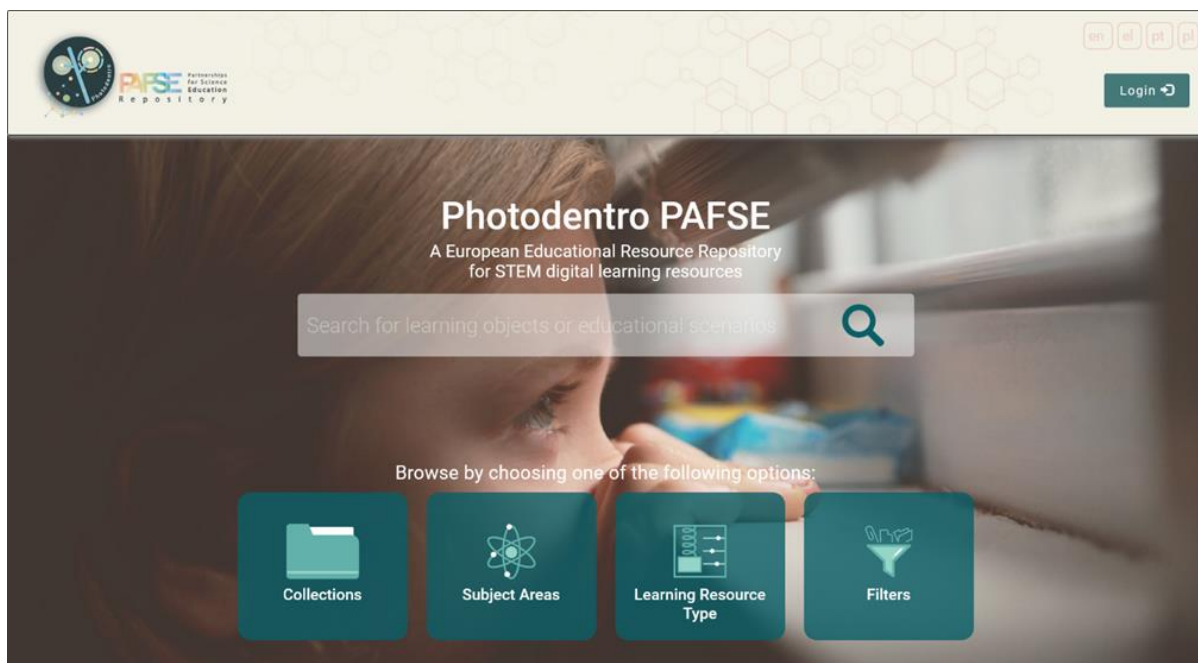 Photodentro
PAFSE
Partnerships
for Science
Education
Repository
en el pt pl
Login
Photodentro PAFSE
A European Educational Resource Repository
for STEM digital learning resources
Search for learning objects or educational scenarios
Browse by choosing one of the following options:
Collections
Subject Areas
Learning Resource
Type
Filters